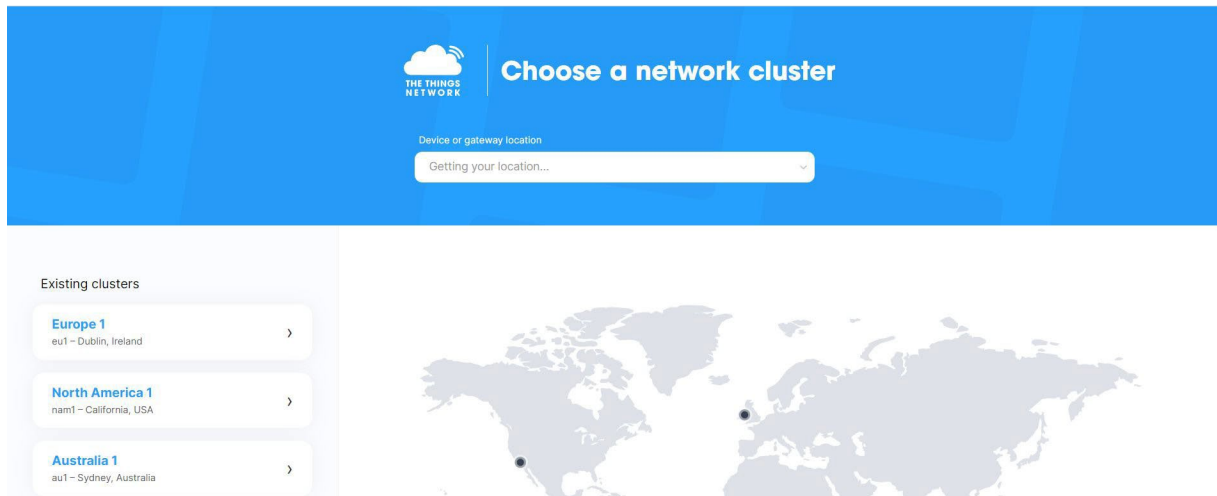 THE THINGS
NETWORK
Choose a network cluster
Device or gateway location
Getting your location...
Existing clusters
Europe 1
eu1 – Dublin, Ireland
North America 1
nam1 – California, USA
Australia 1
au1 – Sydney, Australia